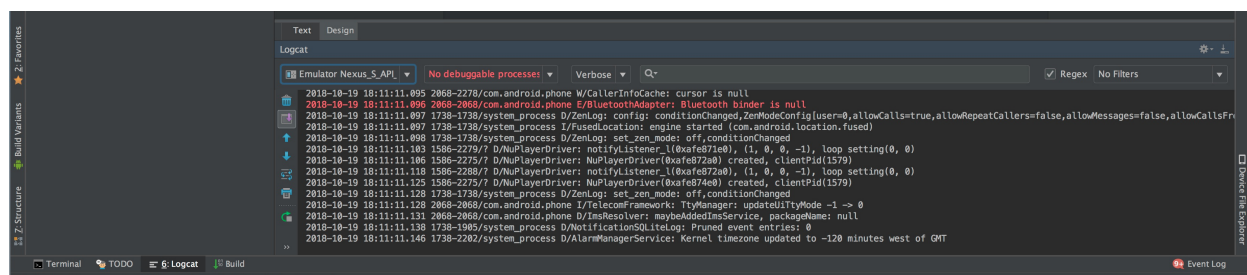 Text Design
Logcat
Emulator Nexus_S_API_ No debuggable processes Verbose Regex No Filters
2018-10-19 18:11:11.095 2068-2278/com.android.phone W/CallerInfoCache: cursor is null
2018-10-19 18:11:11.096 2068-2068/com.android.phone E/BluetoothAdapter: Bluetooth binder is null
2018-10-19 18:11:11.097 1738-1738/system_process D/ZenLog: config: conditionChanged,ZenModeConfig[user=0,allowCalls=true,allowRepeatCallers=false,allowMessages=false,allowCallsFr
2018-10-19 18:11:11.097 1738-1738/system_process I/FusedLocation: engine started (com.android.location.fused)
2018-10-19 18:11:11.098 1738-1738/system_process D/ZenLog: set_zen_mode: off,conditionChanged
2018-10-19 18:11:11.103 1586-2279/? D/NuPlayerDriver: notifyListener_l(0xafe871e0), (1, 0, 0, -1), loop setting(0, 0)
2018-10-19 18:11:11.106 1586-2275/? D/NuPlayerDriver: NuPlayerDriver(0xafe872a0) created, clientPid(1579)
2018-10-19 18:11:11.118 1586-2288/? D/NuPlayerDriver: notifyListener_l(0xafe872a0), (1, 0, 0, -1), loop setting(0, 0)
2018-10-19 18:11:11.125 1586-2275/? D/NuPlayerDriver: NuPlayerDriver(0xafe874e0) created, clientPid(1579)
2018-10-19 18:11:11.128 1738-1738/system_process D/ZenLog: set_zen_mode: off,conditionChanged
2018-10-19 18:11:11.128 2068-2068/com.android.phone I/TelecomFramework: TtyManager: updateUiTtyMode -1 -> 0
2018-10-19 18:11:11.131 2068-2068/com.android.phone D/ImsResolver: maybeAddedImsService, packageName: null
2018-10-19 18:11:11.138 1738-1905/system_process D/NotificationSQLiteLog: Pruned event entries: 0
2018-10-19 18:11:11.146 1738-2202/system_process D/AlarmManagerService: Kernel timezone updated to -120 minutes west of GMT
2: Favorites
Build Variants
Z: Structure
Device File Explorer
Terminal TODO 6: Logcat Build 9+ Event Log